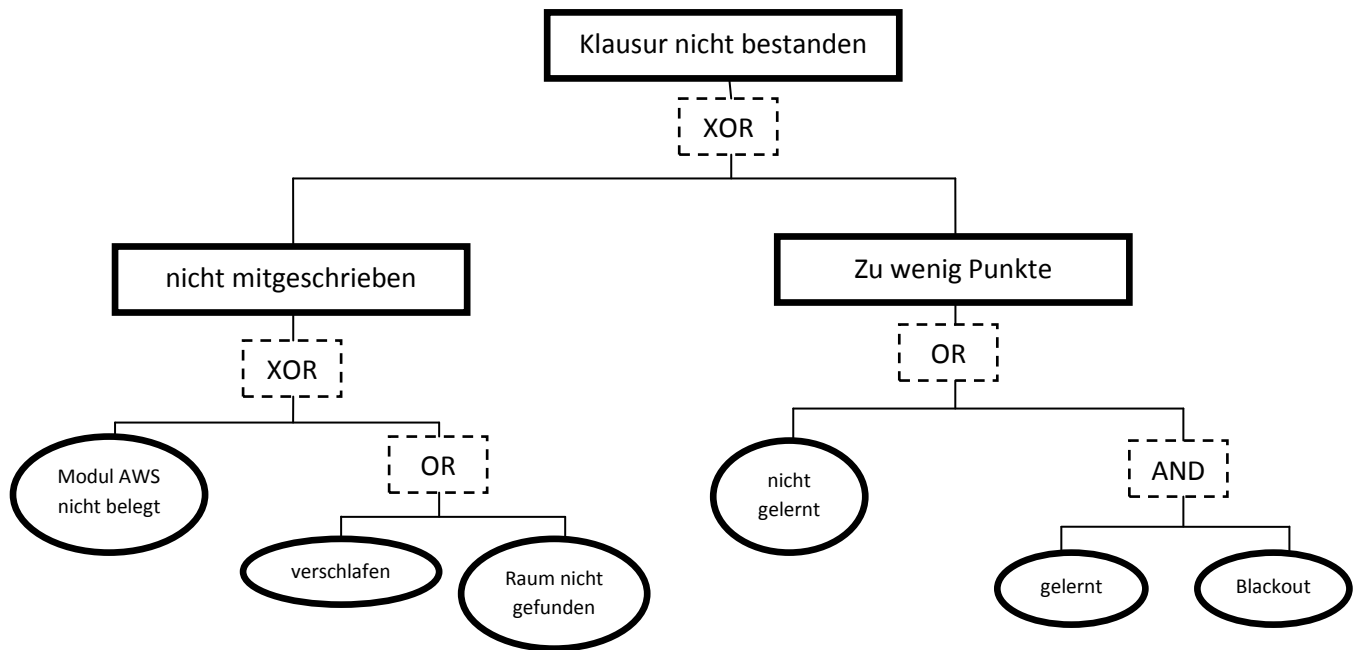 Klausur nicht bestanden
XOR
nicht mitgeschrieben
Zu wenig Punkte
XOR
OR
Modul AWS
nicht belegt
OR
nicht
gelernt
AND
verschlafen
Raum nicht
gefunden
gelernt
Blackout